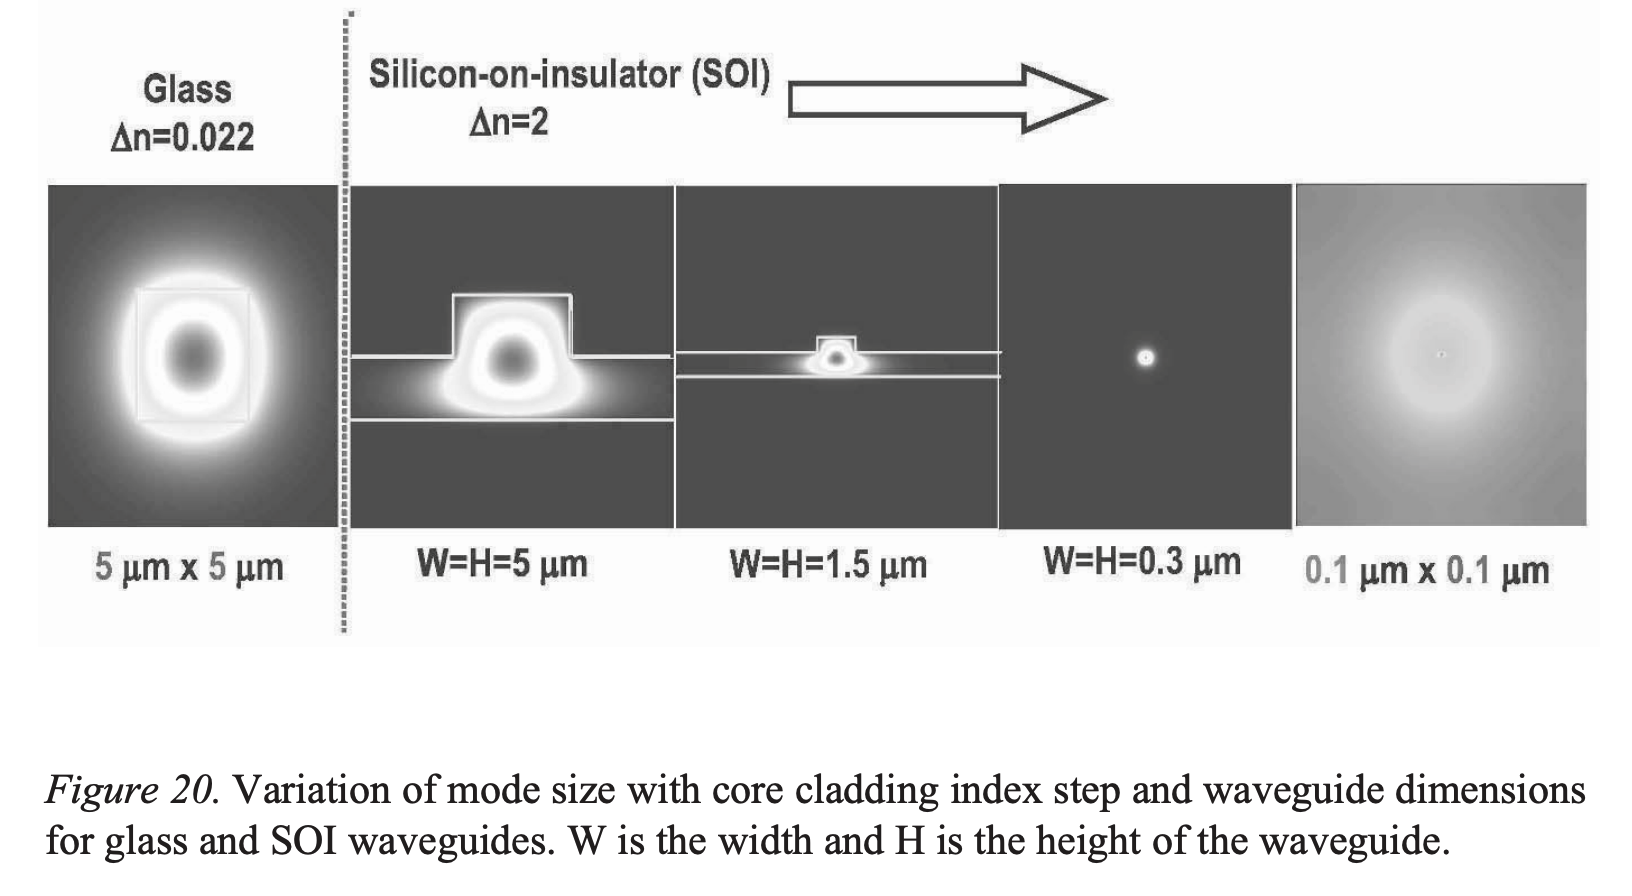 Glass
Δn=0.022
Silicon-on-insulator (SOI)
Δn=2
5 μm x 5 μm
W=H=5 μm
W=H=1.5 μm
W=H=0.3 μm
0.1 μm x 0.1 μm
Figure 20. Variation of mode size with core cladding index step and waveguide dimensions
for glass and SOI waveguides. W is the width and H is the height of the waveguide.